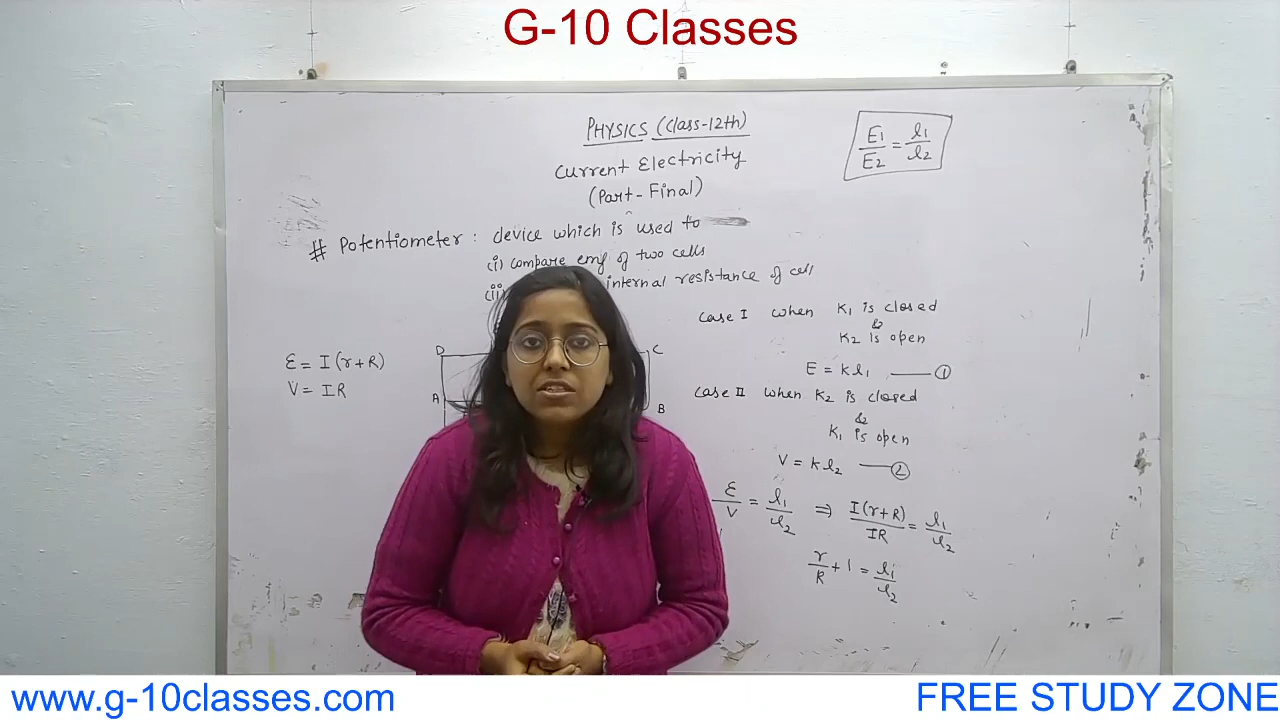 G-10 Classes
PHYSICS (Class-12th)
Current Electricity
(Part-Final)
E1/E2 = l1/l2
# Potentiometer : device which is used to
(i) compare emf of two cells
(ii) internal resistance of cell
Case I when K1 is closed
&
K2 is open
ℰ = I(r+R)
V = IR
D C
A B
E = kl1 —— ①
Case II when K2 is closed
&
K1 is open
V = kl2 —— ②
ℰ/V = l1/l2 ⇒ I(r+R)/IR = l1/l2
r/R + 1 = l1/l2
www.g-10classes.com
FREE STUDY ZONE